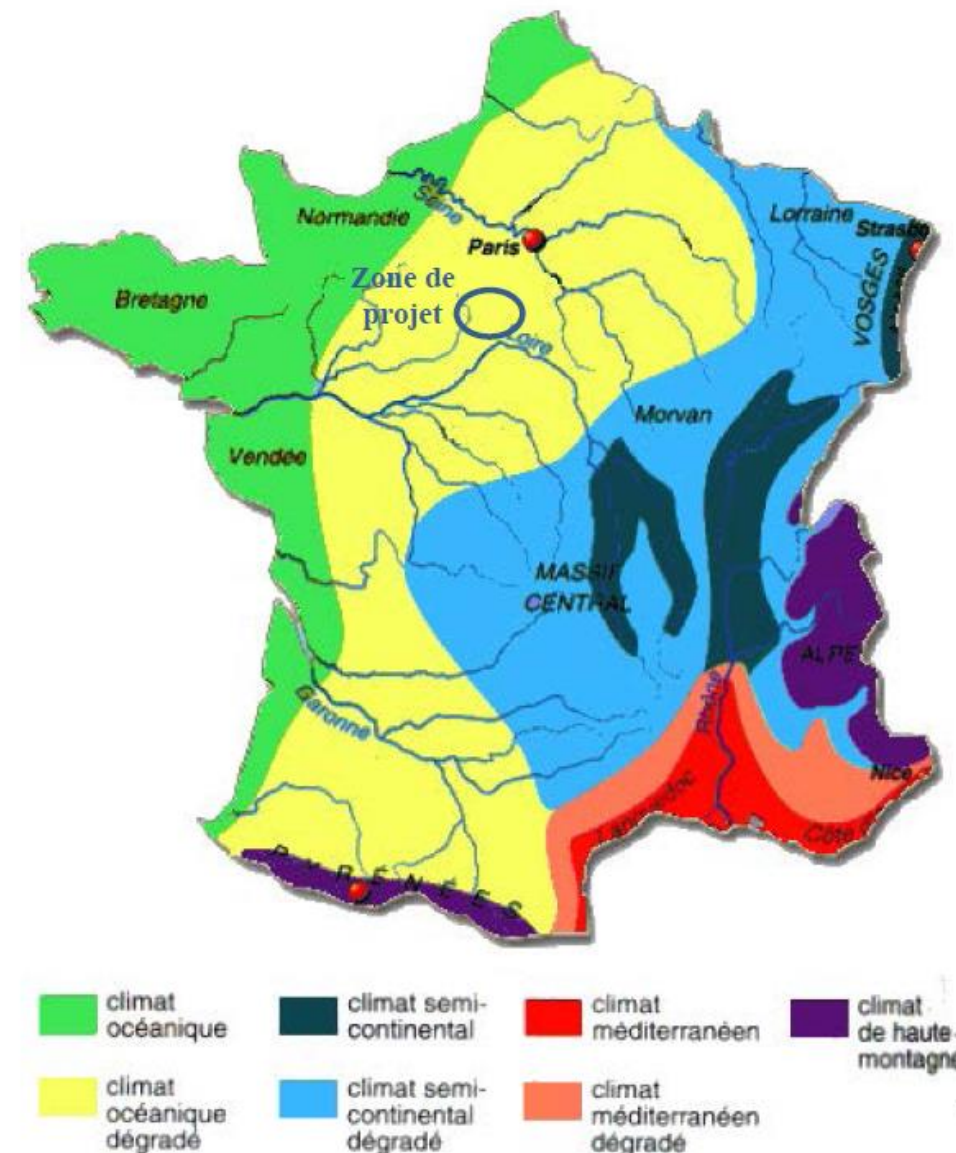 Normandie
Seine
Paris
Lorraine
Strasb
VOSGES
Bretagne
Zone de
projet
Loire
Morvan
Vendée
MASSIF
CENTRAL
ALPE
Rhône
Garonne
Nice
Languedoc
Côte d
PYRÉNÉES
climat
océanique
climat semi-
continental
climat
méditerranéen
climat
de haute
montagne
climat
océanique
dégradé
climat semi-
continental
dégradé
climat
méditerranéen
dégradé